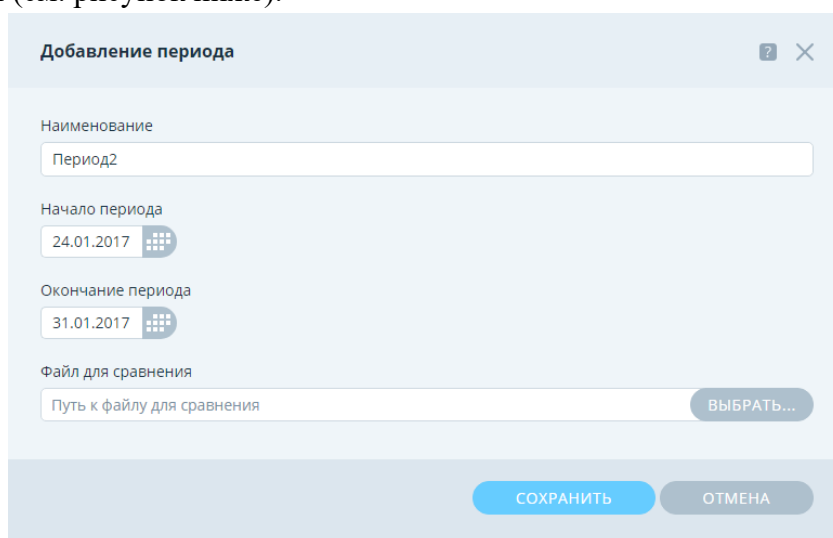 Добавление периода
Наименование
Период2
Начало периода
24.01.2017
Окончание периода
31.01.2017
Файл для сравнения
Путь к файлу для сравнения
ВЫБРАТЬ...
СОХРАНИТЬ ОТМЕНА